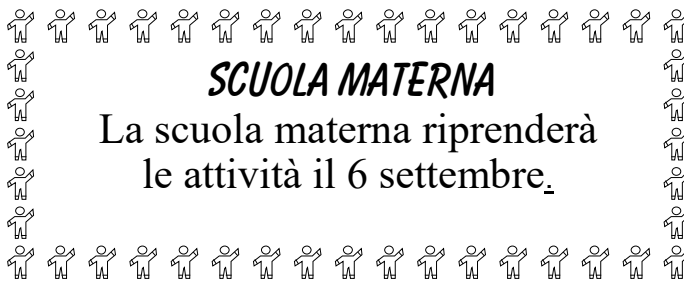 SCUOLA MATERNA
La scuola materna riprenderà
le attività il 6 settembre.